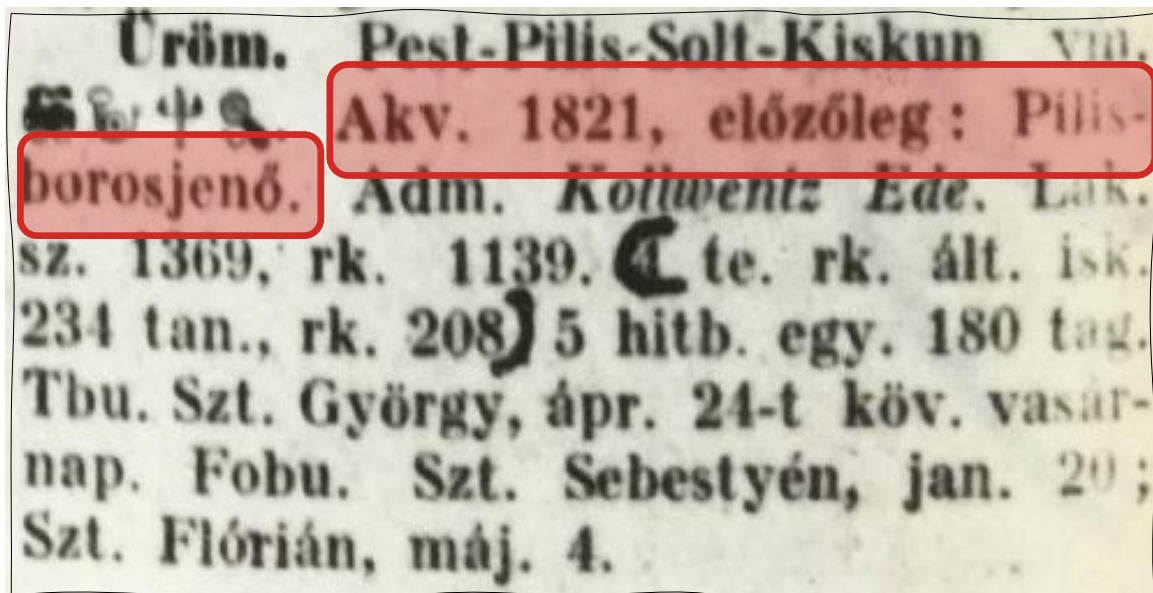 Üröm. Pest-Pilis-Solt-Kiskun vm.
Akv. 1821, előzőleg: Pilis-
borosjenő. Adm. Kollwentz Ede. Lak.
sz. 1369, rk. 1139. te. rk. ált. isk.
234 tan., rk. 208) 5 hitb. egy. 180 tag.
Tbu. Szt. György, ápr. 24-t köv. vasár-
nap. Fobu. Szt. Sebestyén, jan. 20;
Szt. Flórián, máj. 4.